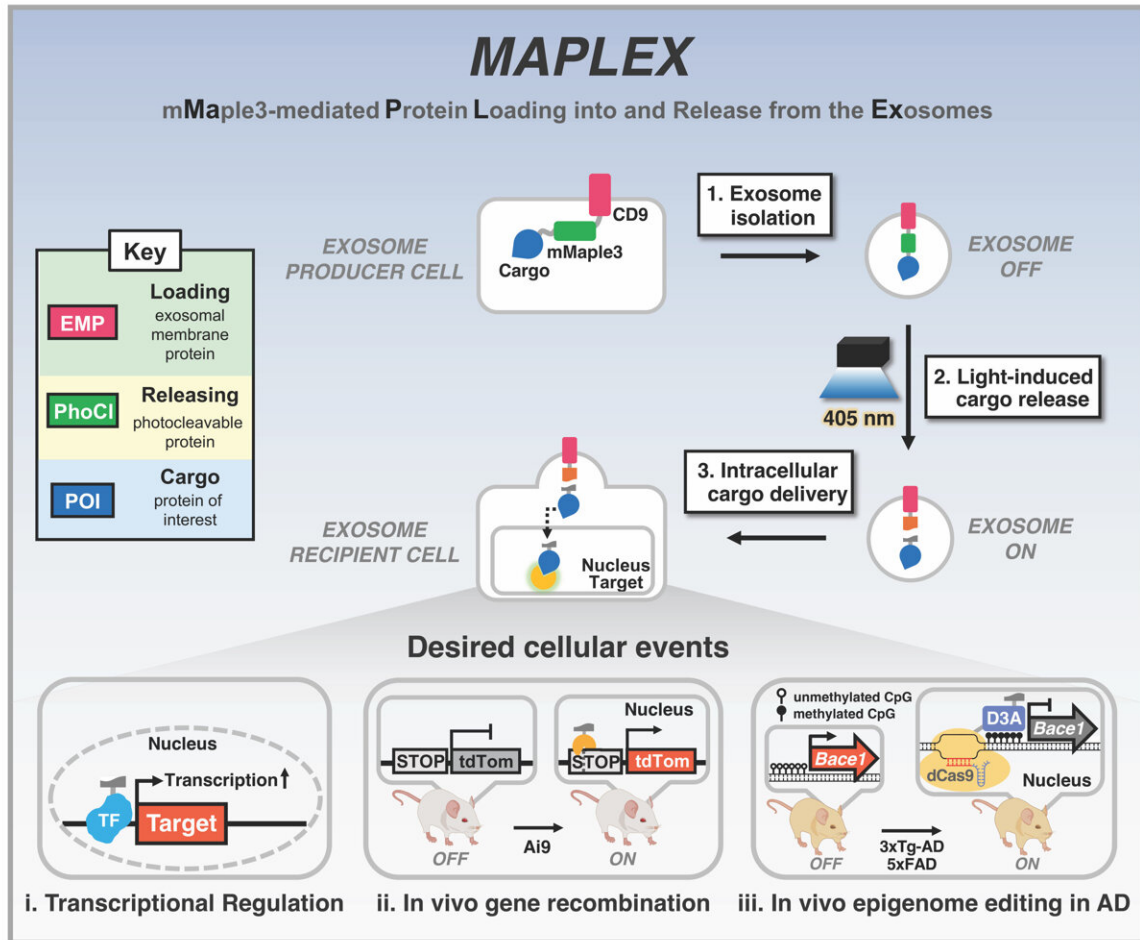 MAPLEX
mMaple3-mediated Protein Loading into and Release from the Exosomes
Key
EMP
Loading
exosomal
membrane
protein
PhoCl
Releasing
photocleavable
protein
POI
Cargo
protein of
interest
EXOSOME
PRODUCER CELL
CD9
mMaple3
Cargo
1. Exosome
isolation
EXOSOME
OFF
405 nm
2. Light-induced
cargo release
EXOSOME
ON
3. Intracellular
cargo delivery
EXOSOME
RECIPIENT CELL
Nucleus
Target
Desired cellular events
Nucleus
Transcription
TF
Target
i. Transcriptional Regulation
STOP
tdTom
OFF
Ai9
Nucleus
STOP
tdTom
ON
ii. In vivo gene recombination
unmethylated CpG
methylated CpG
Bace1
OFF
3xTg-AD
5xFAD
D3A
Bace1
dCas9
Nucleus
ON
iii. In vivo epigenome editing in AD